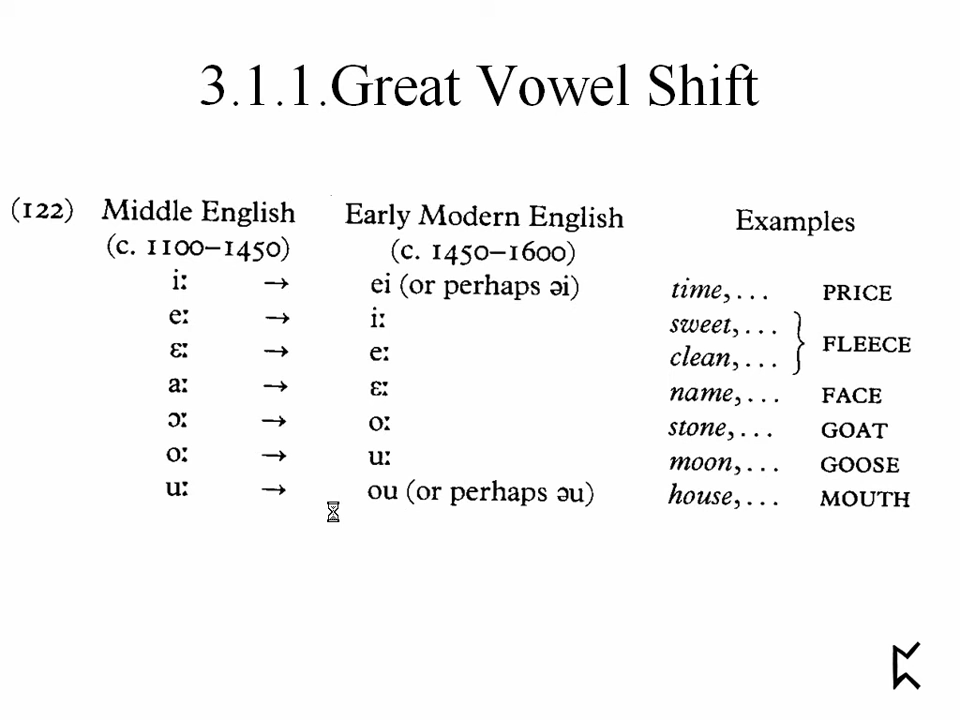 3.1.1.Great Vowel Shift
(122) Middle English Early Modern English Examples
(c. 1100–1450) (c. 1450–1600)
iː → ei (or perhaps əi) time, . . . PRICE
eː → iː sweet, . . . } FLEECE
ɛː → eː clean, . . .
aː → ɛː name, . . . FACE
ɔː → oː stone, . . . GOAT
oː → uː moon, . . . GOOSE
uː → ou (or perhaps əu) house, . . . MOUTH